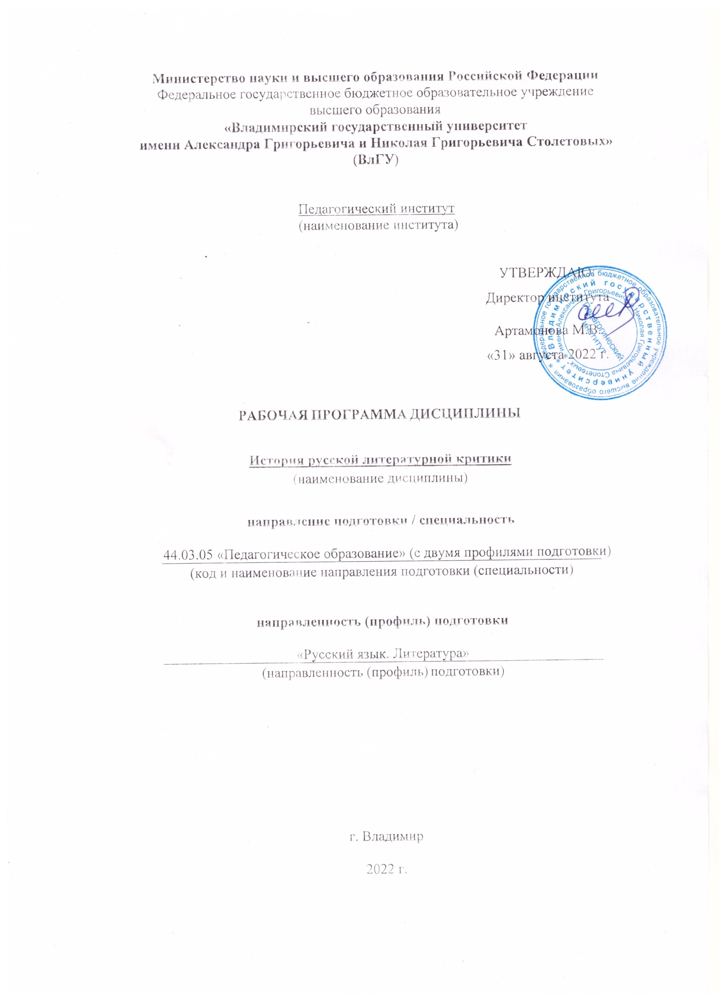 Министерство науки и высшего образования Российской Федерации
Федеральное государственное бюджетное образовательное учреждение
высшего образования
«Владимирский государственный университет
имени Александра Григорьевича и Николая Григорьевича Столетовых»
(ВлГУ)
Педагогический институт
(наименование института)
УТВЕРЖДАЮ:
Директор института
Артамонова М.В.
«31» августа 2022 г.
Федеральное государственное бюджетное образовательное учреждение высшего образования
"Владимирский государственный университет
имени Александра Григорьевича и Николая Григорьевича Столетовых"
Педагогический
институт
РАБОЧАЯ ПРОГРАММА ДИСЦИПЛИНЫ
История русской литературной критики
(наименование дисциплины)
направление подготовки / специальность
44.03.05 «Педагогическое образование» (с двумя профилями подготовки)
(код и наименование направления подготовки (специальности)
направленность (профиль) подготовки
«Русский язык. Литература»
(направленность (профиль) подготовки)
г. Владимир
2022 г.